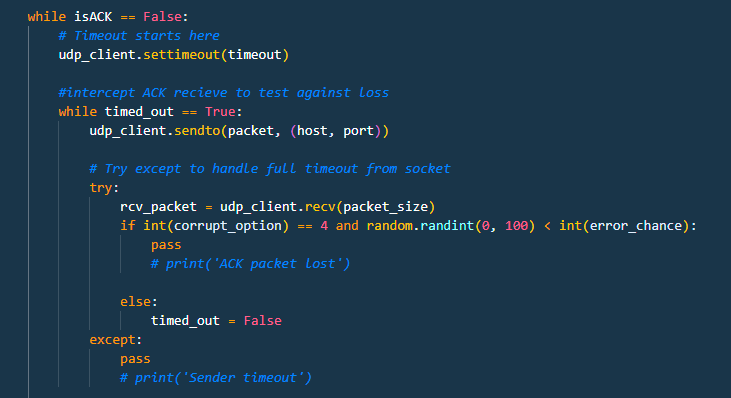 while isACK == False:
    # Timeout starts here
    udp_client.settimeout(timeout)

    #intercept ACK recieve to test against loss
    while timed_out == True:
        udp_client.sendto(packet, (host, port))

        # Try except to handle full timeout from socket
        try:
            rcv_packet = udp_client.recv(packet_size)
            if int(corrupt_option) == 4 and random.randint(0, 100) < int(error_chance):
                pass
                # print('ACK packet lost')

            else:
                timed_out = False
        except:
            pass
            # print('Sender timeout')